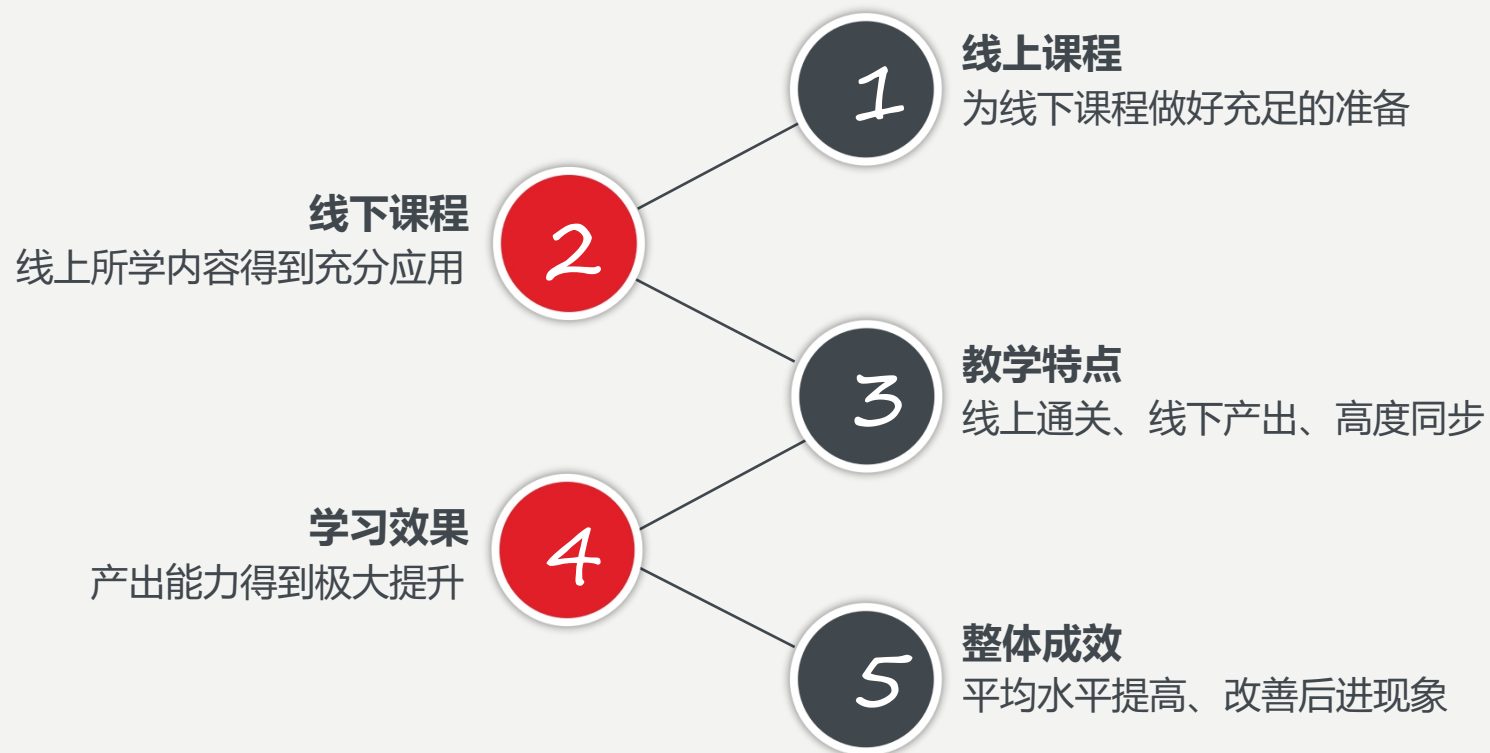 1
线上课程
为线下课程做好充足的准备
2
线下课程
线上所学内容得到充分应用
3
教学特点
线上通关、线下产出、高度同步
4
学习效果
产出能力得到极大提升
5
整体成效
平均水平提高、改善后进现象